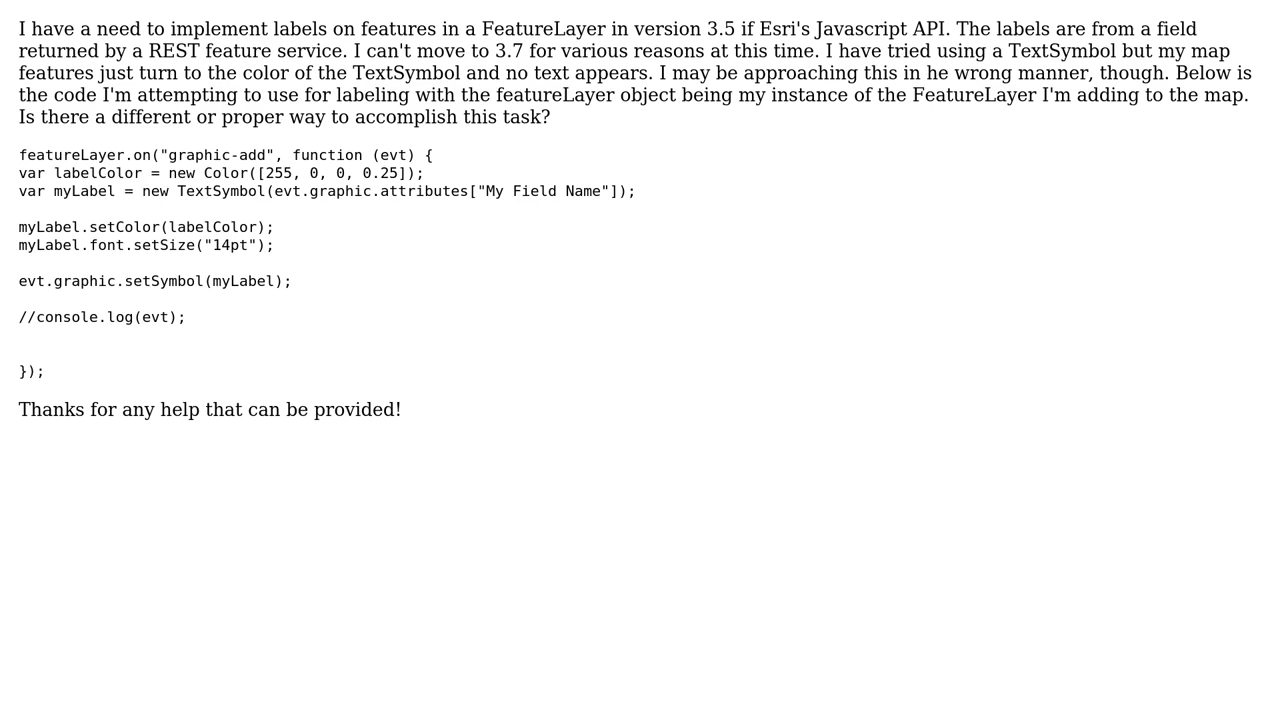 I have a need to implement labels on features in a FeatureLayer in version 3.5 if Esri's Javascript API. The labels are from a field
returned by a REST feature service. I can't move to 3.7 for various reasons at this time. I have tried using a TextSymbol but my map
features just turn to the color of the TextSymbol and no text appears. I may be approaching this in he wrong manner, though. Below is
the code I'm attempting to use for labeling with the featureLayer object being my instance of the FeatureLayer I'm adding to the map.
Is there a different or proper way to accomplish this task?
featureLayer.on("graphic-add", function (evt) {
var labelColor = new Color([255, 0, 0, 0.25]);
var myLabel = new TextSymbol(evt.graphic.attributes["My Field Name"]);
myLabel.setColor(labelColor);
myLabel.font.setSize("14pt");
evt.graphic.setSymbol(myLabel);
//console.log(evt);
});
Thanks for any help that can be provided!